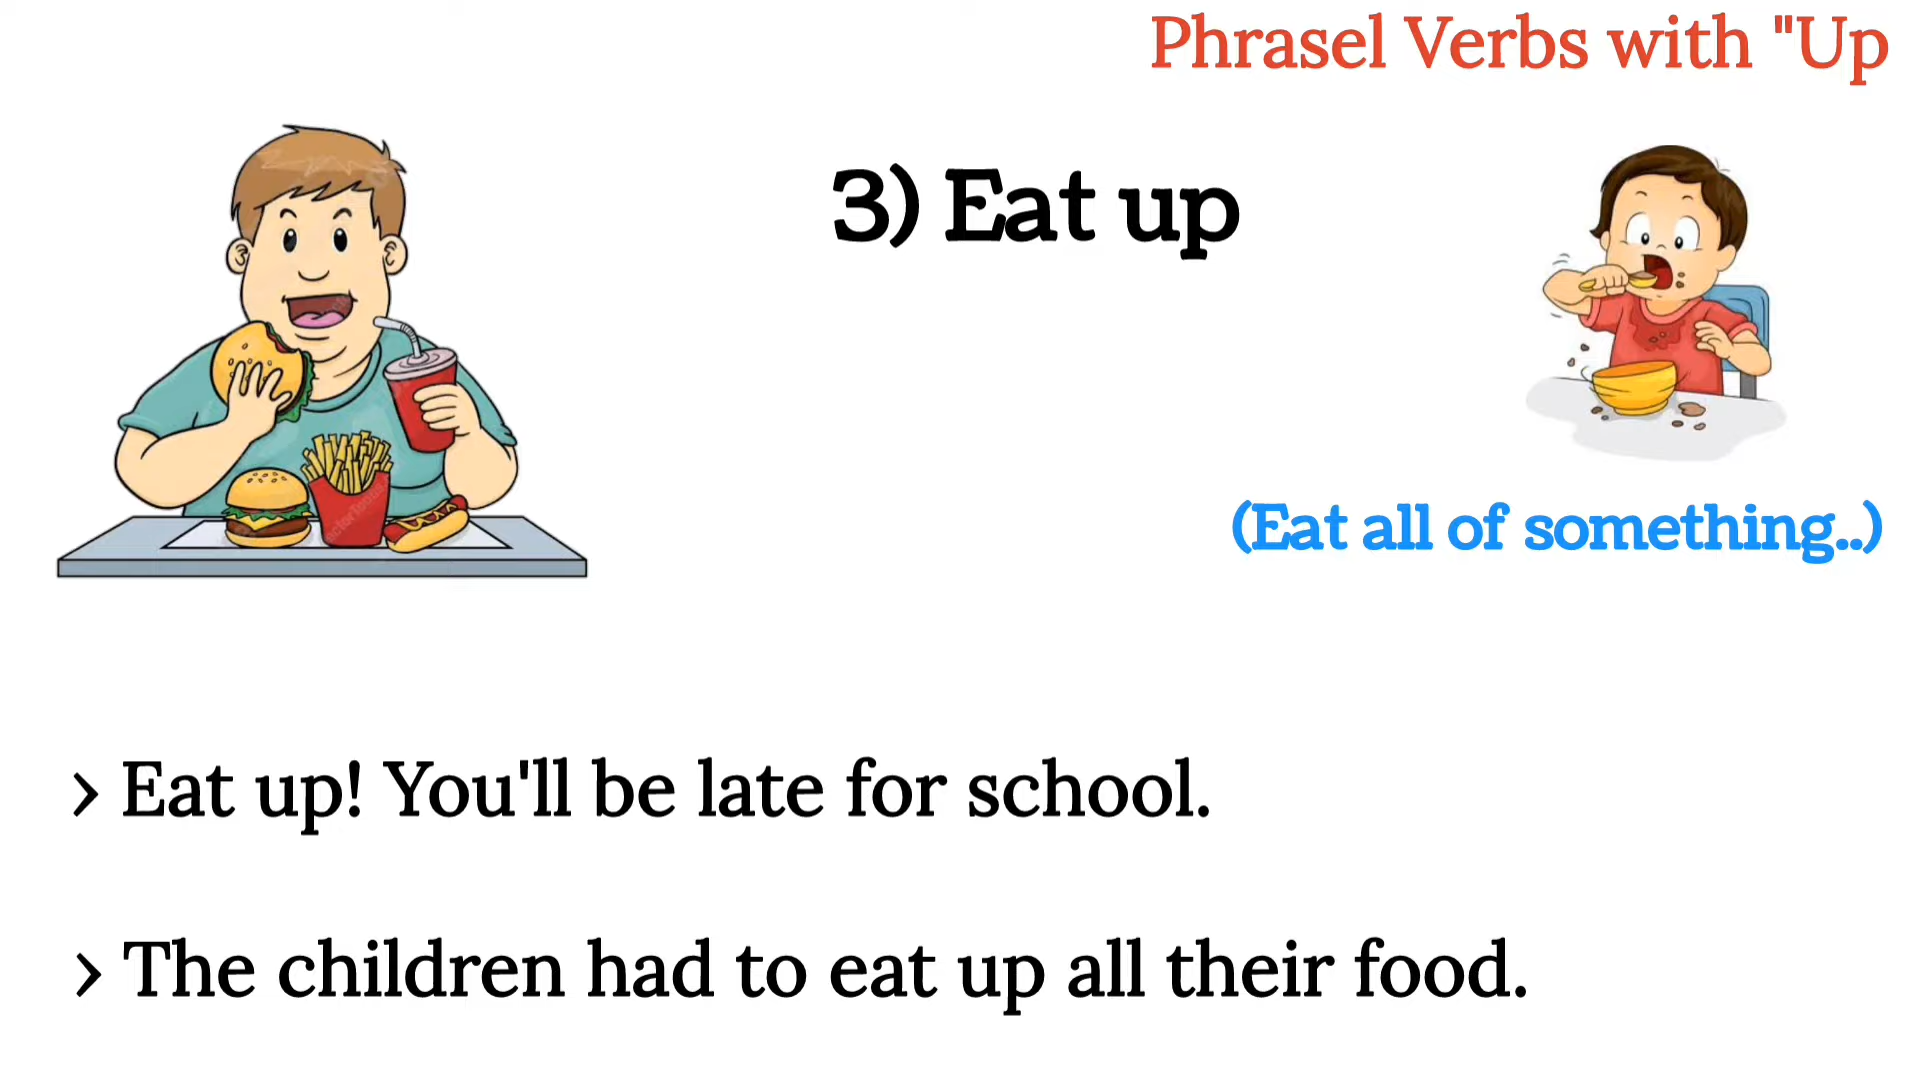 Phrasel Verbs with "Up
3) Eat up
(Eat all of something..)
› Eat up! You'll be late for school.
› The children had to eat up all their food.